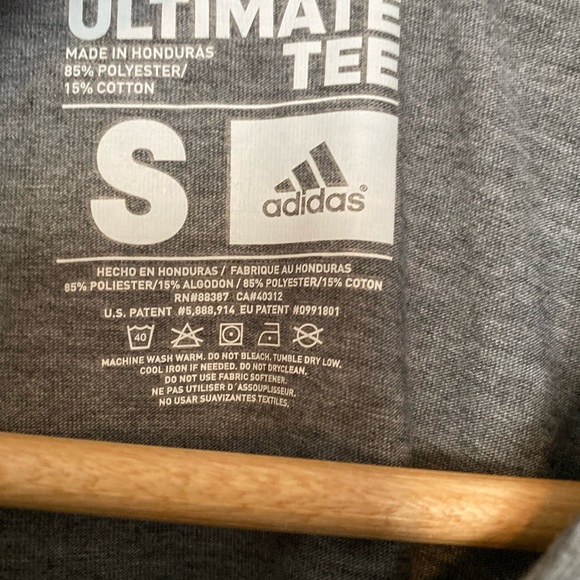 ULTIMATE
TEE
MADE IN HONDURAS
85% POLYESTER/
15% COTTON
S
adidas®
HECHO EN HONDURAS / FABRIQUE AU HONDURAS
85% POLIESTER/15% ALGODON / 85% POLYESTER/15% COTON
RN#88387 CA#40312
U.S. PATENT #5,888,914 EU PATENT #0991801
40
MACHINE WASH WARM. DO NOT BLEACH. TUMBLE DRY LOW.
COOL IRON IF NEEDED. DO NOT DRYCLEAN.
DO NOT USE FABRIC SOFTENER.
NE PAS UTILISER D'ASSOUPLISSEUR.
NO USAR SUAVIZANTES TEXTILES.